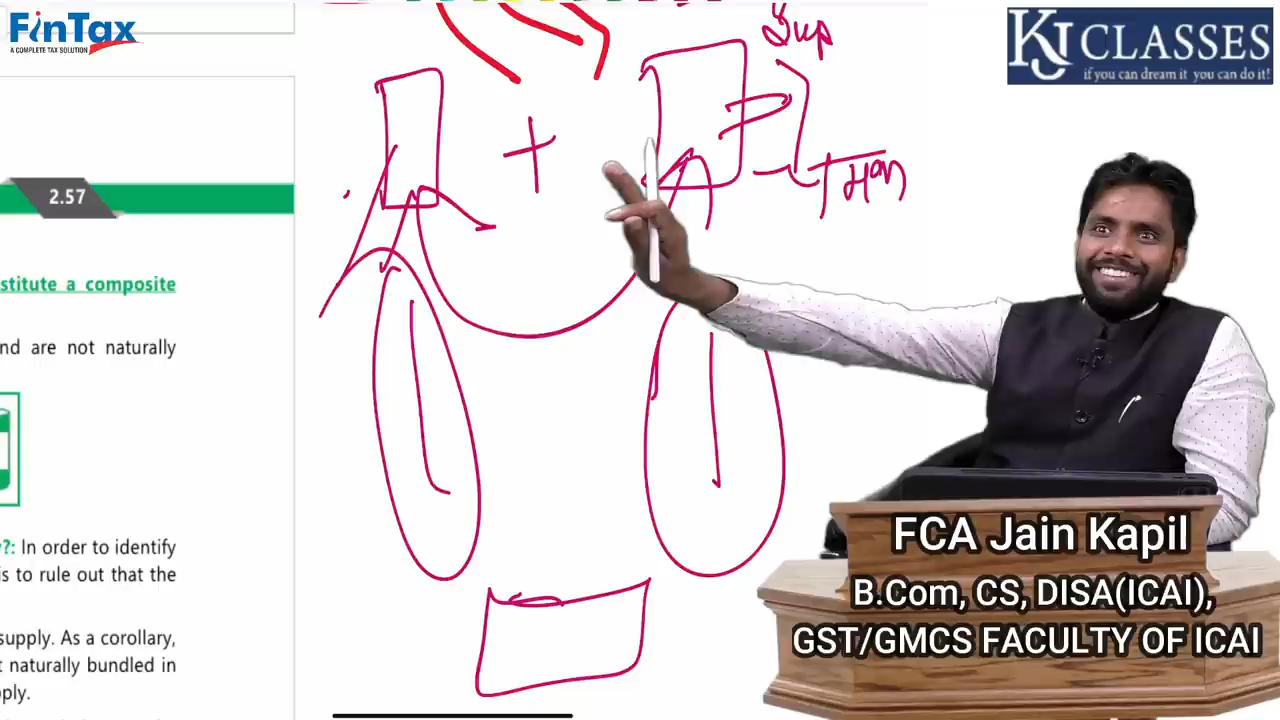 FinTax
A COMPLETE TAX SOLUTION
KJ CLASSES
if you can dream it you can do it!
Sup
2.57
stitute a composite
nd are not naturally
y?: In order to identify
is to rule out that the
supply. As a corollary,
t naturally bundled in
ply.
FCA Jain Kapil
B.Com, CS, DISA(ICAI),
GST/GMCS FACULTY OF ICAI